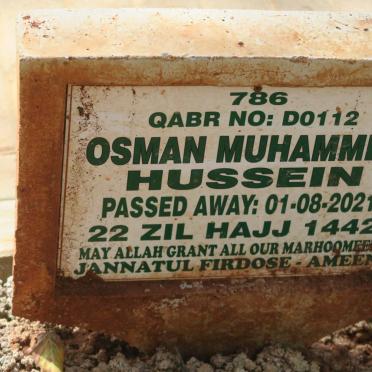 786
QABR NO: D0112
OSMAN MUHAMM
HUSSEIN
PASSED AWAY: 01-08-2021
22 ZIL HAJJ 1442
MAY ALLAH GRANT ALL OUR MARHOOMEE
JANNATUL FIRDOSE - AMEEN